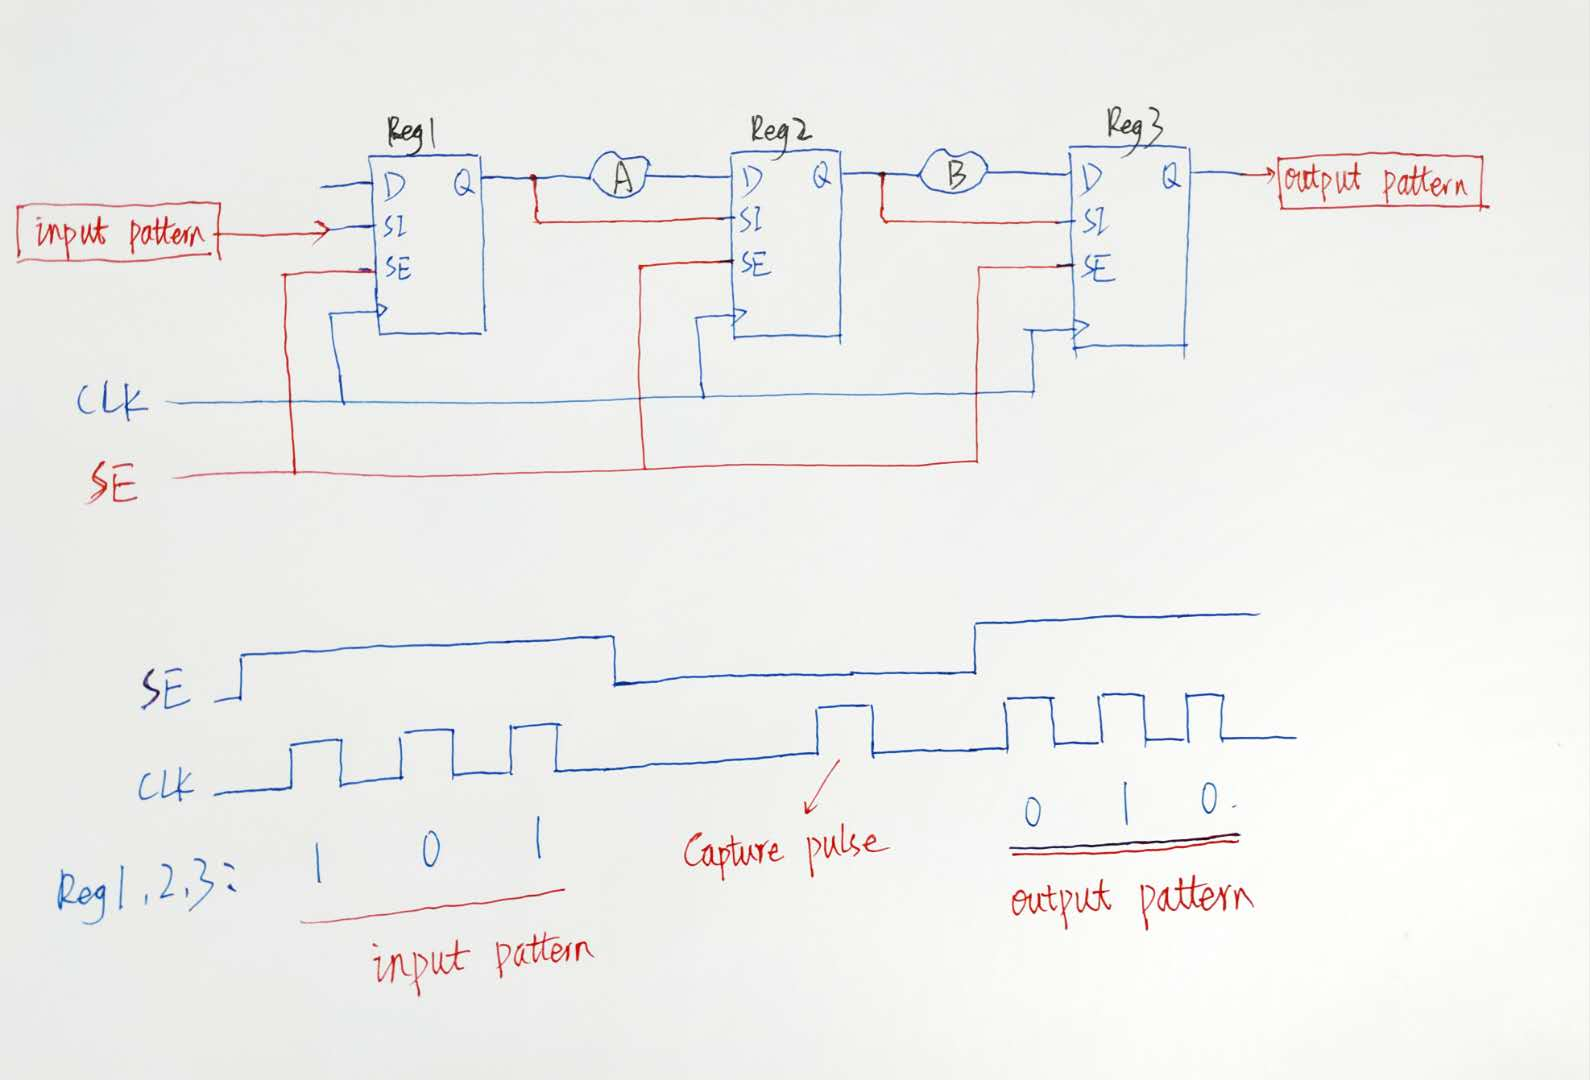 Reg1 Reg2 Reg3
D Q A D Q B D Q output pattern
input pattern SI SI SI
SE SE SE
CLK
SE
SE
CLK
Reg1,2,3: 1 0 1 Capture pulse 0 1 0.
input pattern output pattern